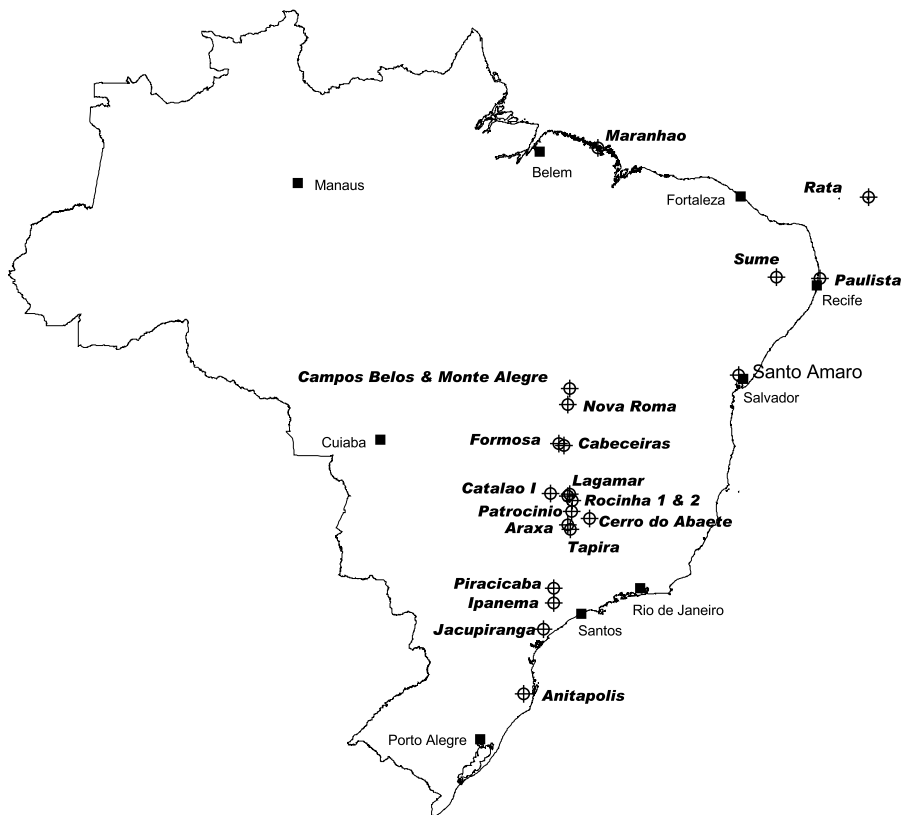 Maranhao
Belem
Manaus
Rata
Fortaleza
Sume
Paulista
Recife
Campos Belos & Monte Alegre
Santo Amaro
Salvador
Nova Roma
Formosa
Cabeceiras
Cuiaba
Lagamar
Catalao I
Rocinha 1 & 2
Patrocinio
Cerro do Abaete
Araxa
Tapira
Piracicaba
Ipanema
Rio de Janeiro
Jacupiranga
Santos
Anitapolis
Porto Alegre